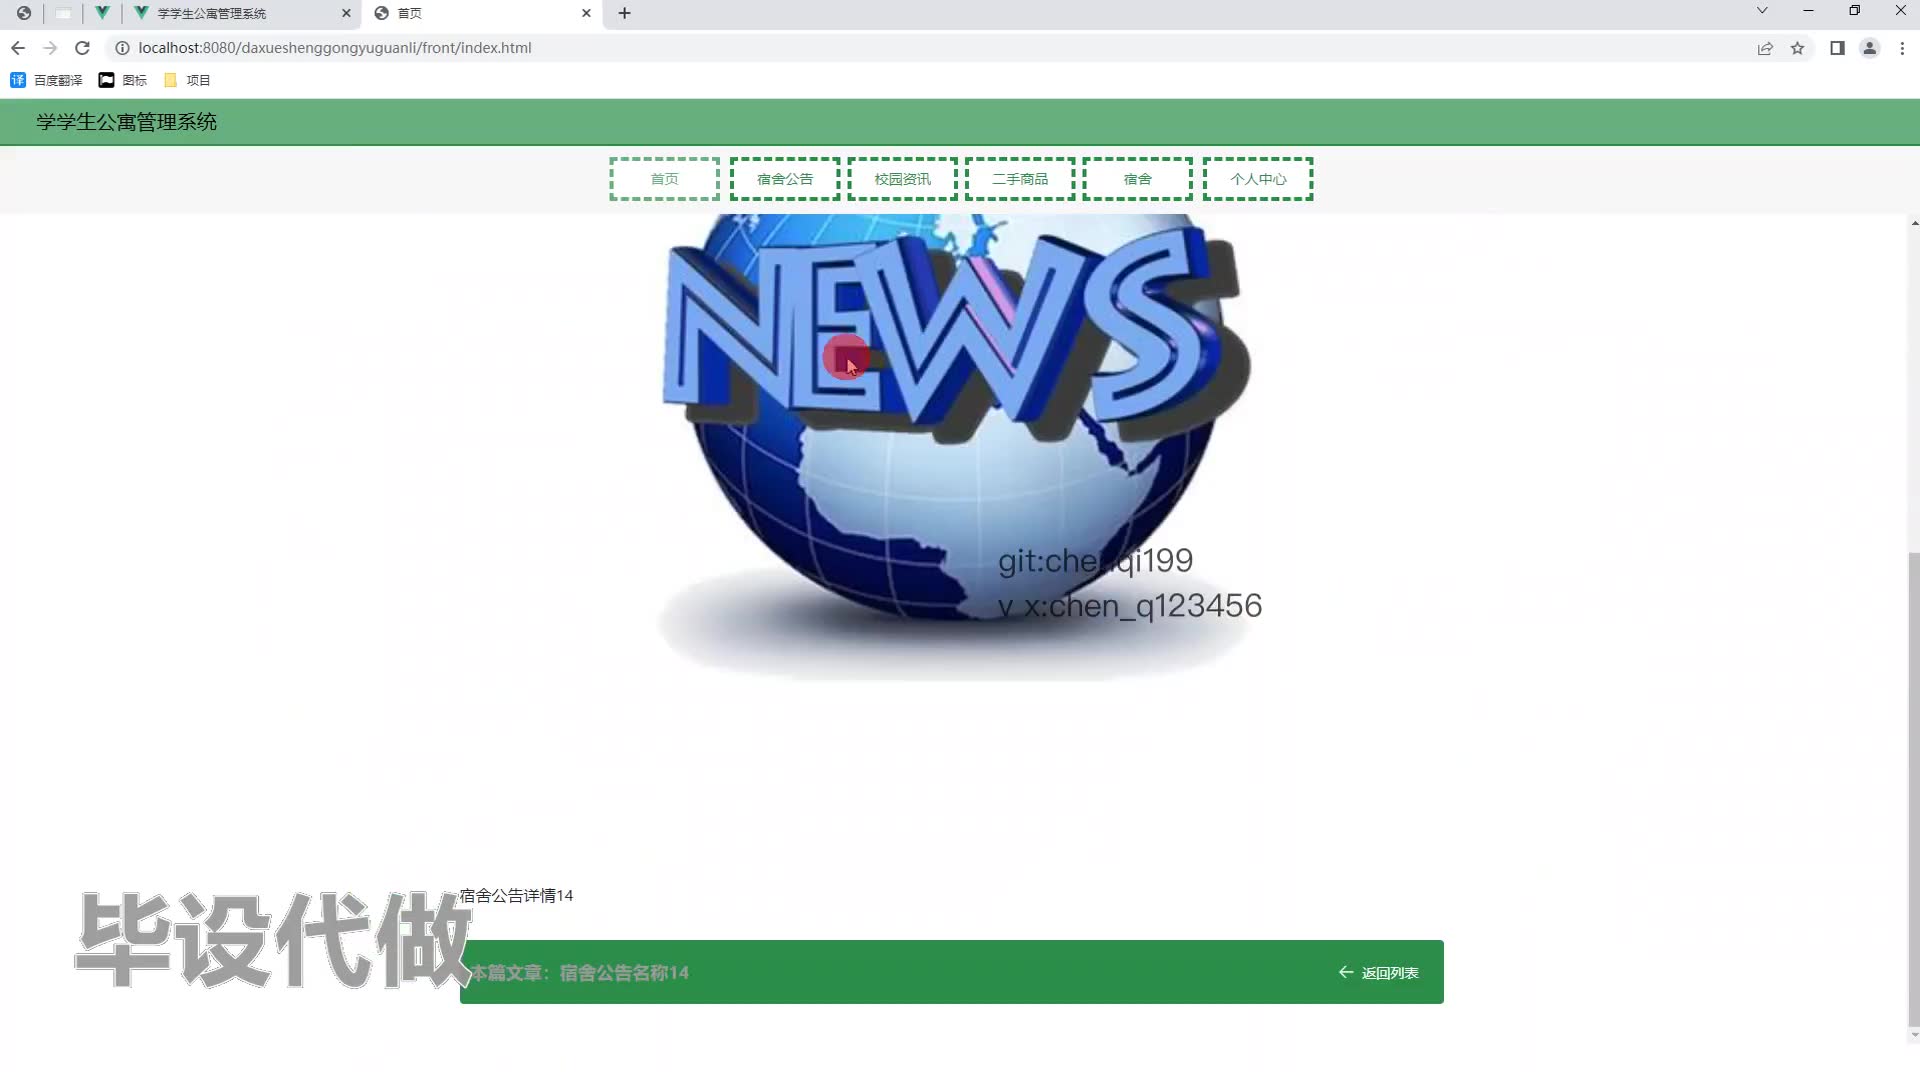 学学生公寓管理系统
首页
localhost:8080/daxueshenggongyuguanli/front/index.html
百度翻译
图标
项目
学学生公寓管理系统
首页
宿舍公告
校园资讯
二手商品
宿舍
个人中心
NEWS
git:chenqi199
v_x:chen_q123456
宿舍公告详情14
毕设代做
本篇文章：宿舍公告名称14
返回列表